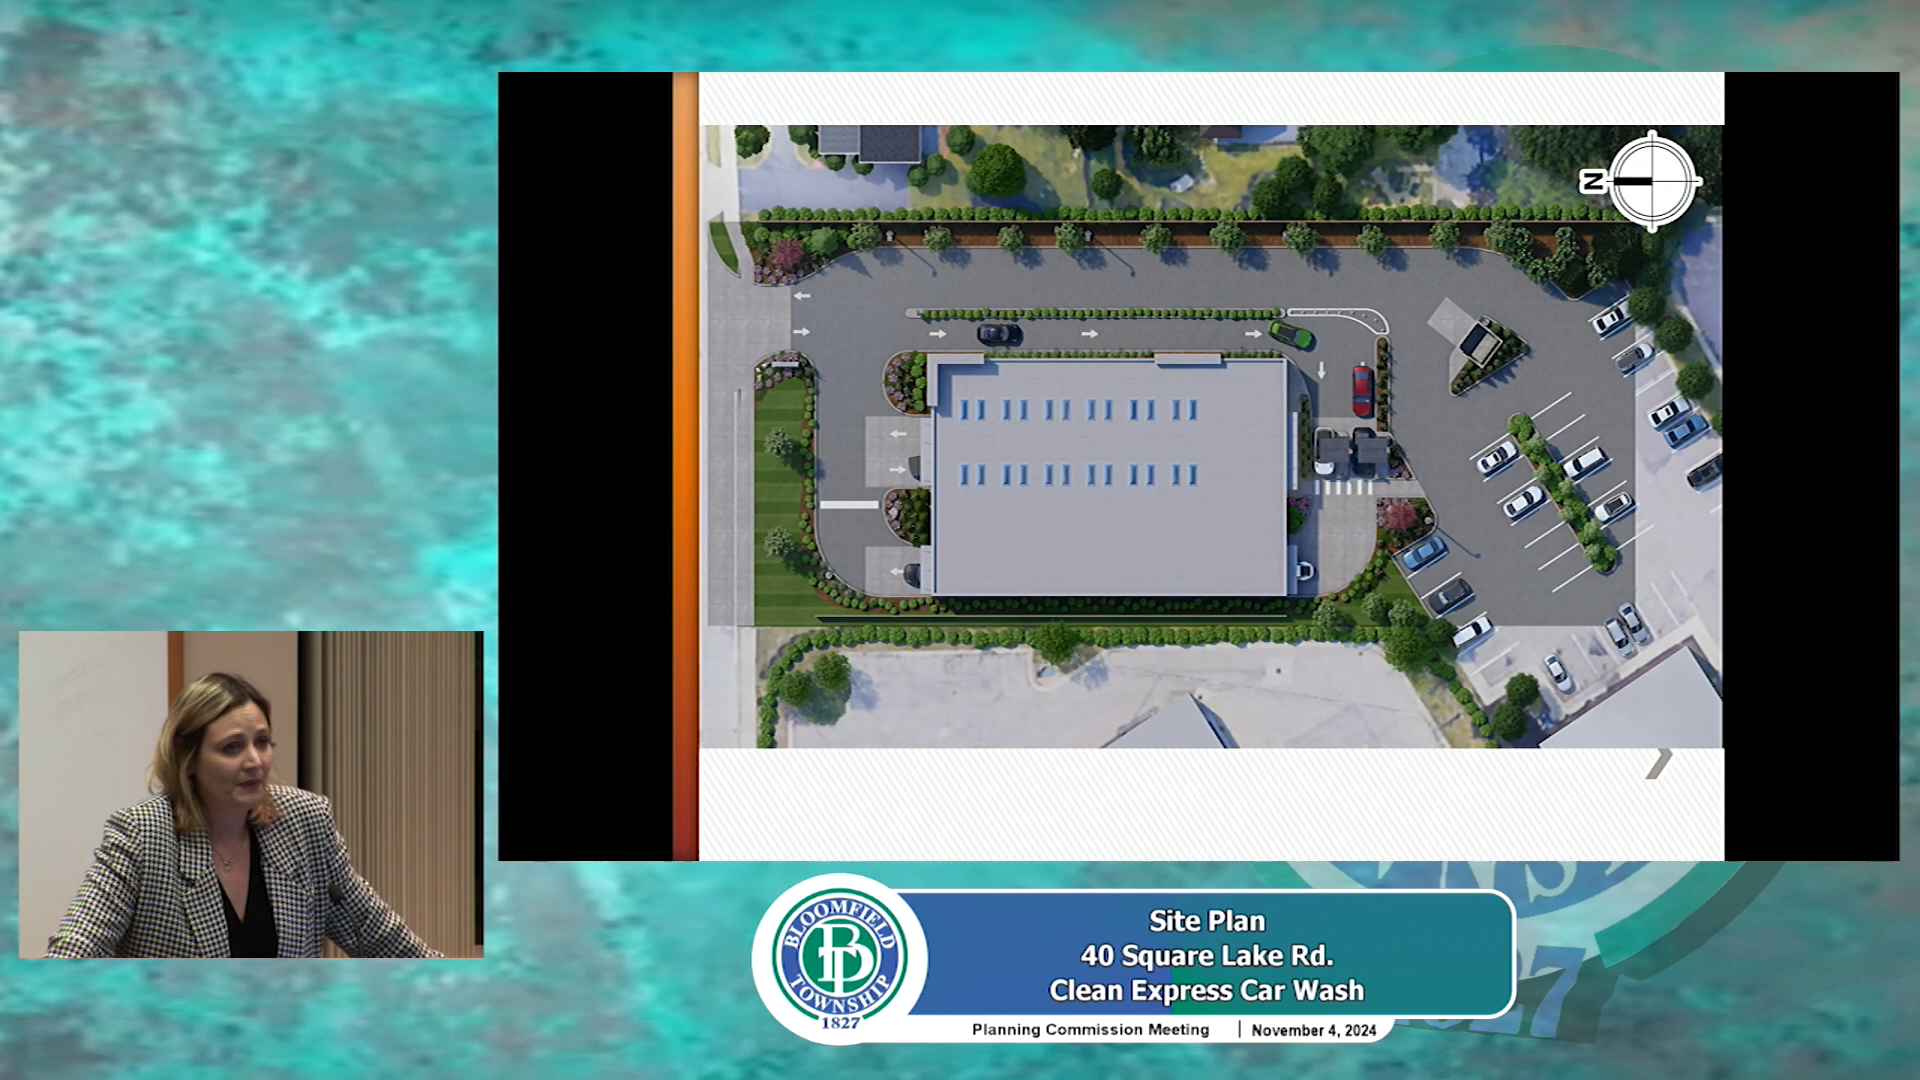 N
Site Plan
40 Square Lake Rd.
Clean Express Car Wash
BLOOMFIELD
TOWNSHIP
1827
Planning Commission Meeting | November 4, 2024